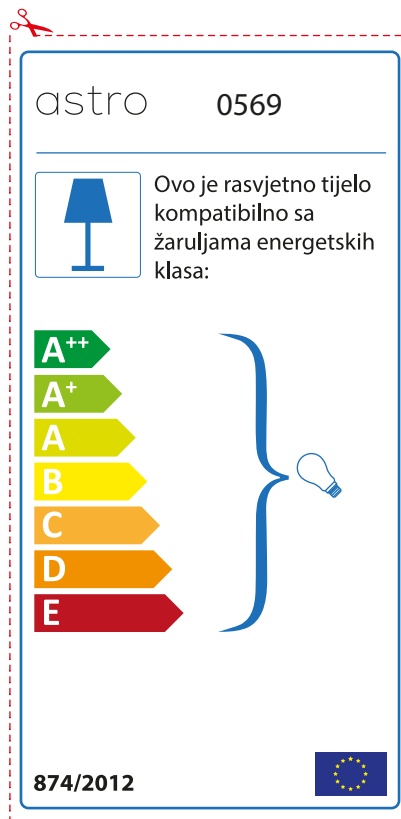 astro 0569
Ovo je rasvjetno tijelo
kompatibilno sa
žaruljama energetskih
klasa:
A++
A+
A
B
C
D
E
874/2012